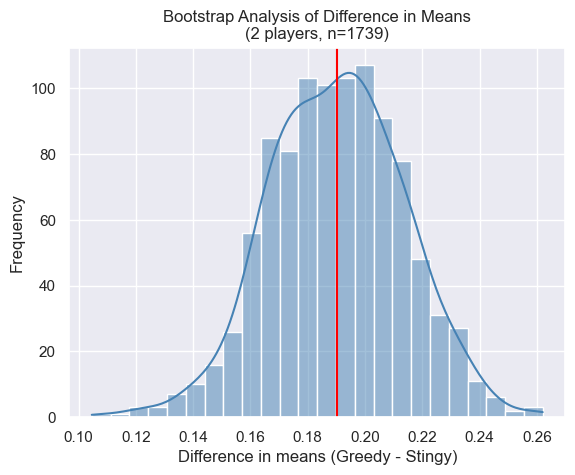 Bootstrap Analysis of Difference in Means
(2 players, n=1739)
100
80
60
40
20
0
Frequency
0.10 0.12 0.14 0.16 0.18 0.20 0.22 0.24 0.26
Difference in means (Greedy - Stingy)